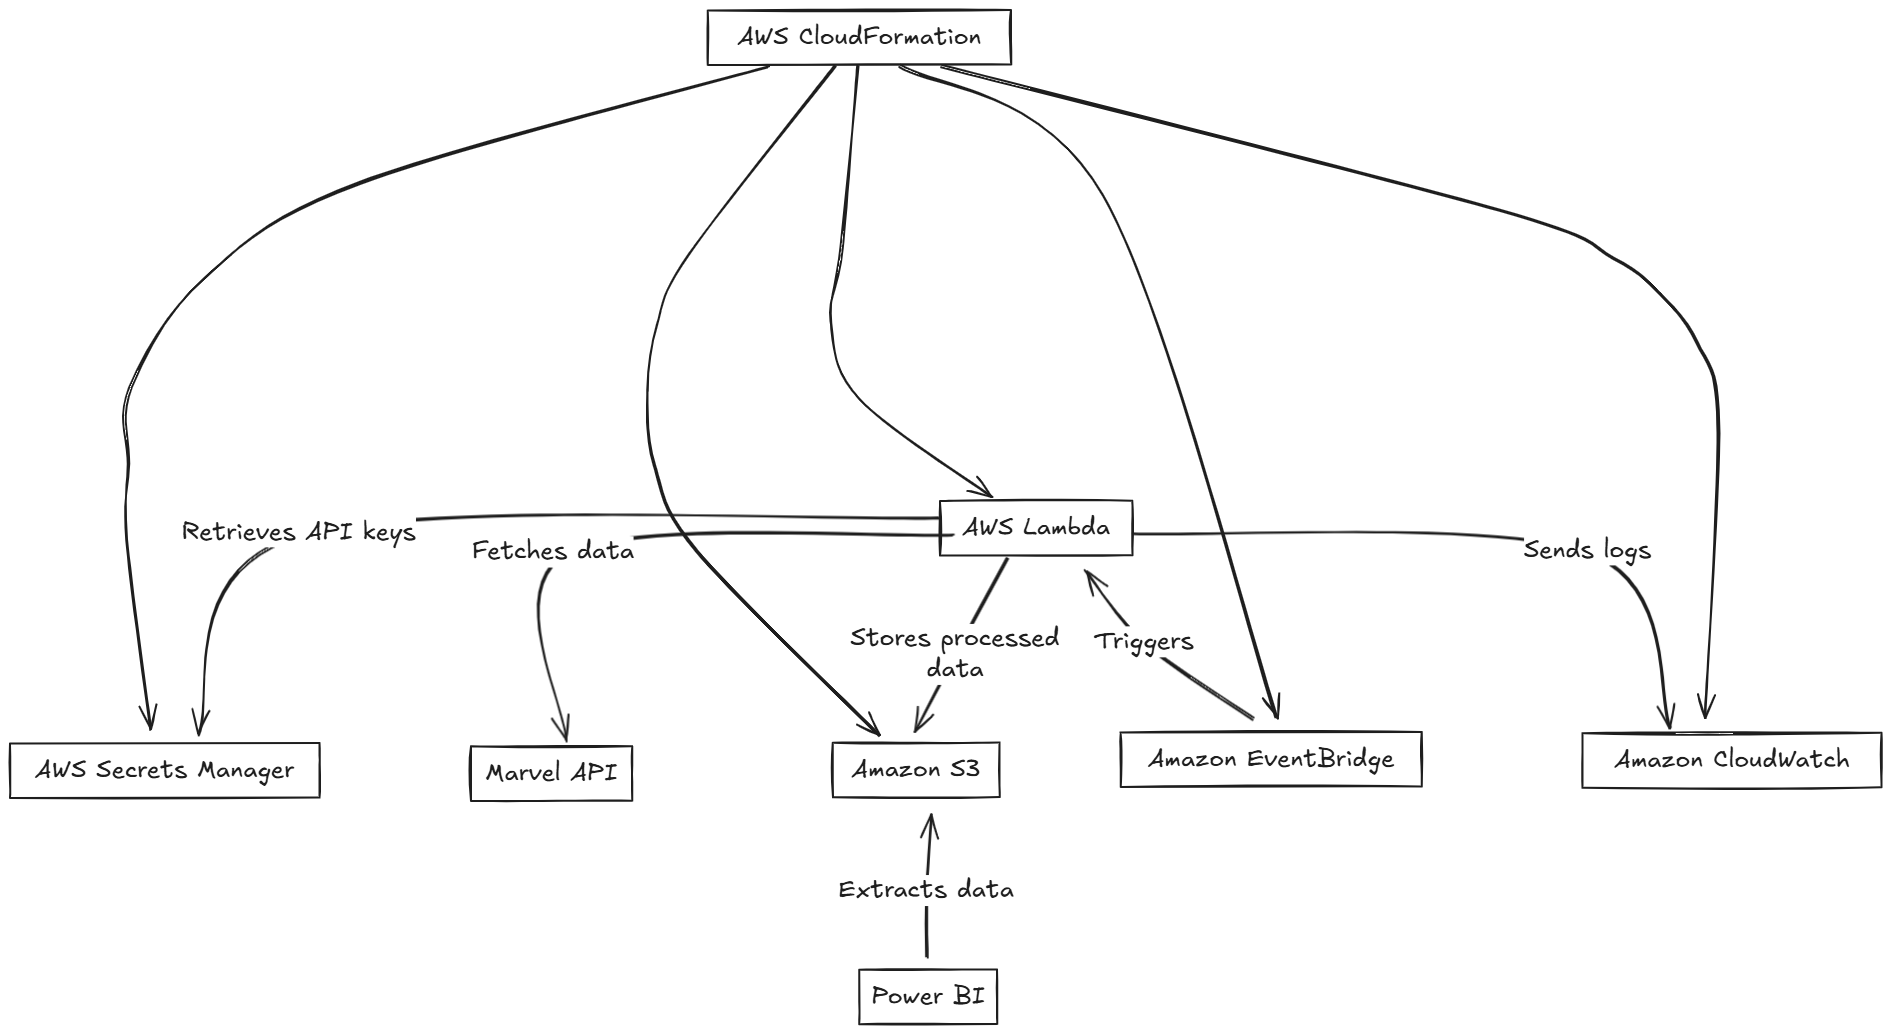 AWS CloudFormation
AWS Lambda
Retrieves API keys
Fetches data
Sends logs
Stores processed
data
Triggers
AWS Secrets Manager
Marvel API
Amazon S3
Amazon EventBridge
Amazon CloudWatch
Extracts data
Power BI